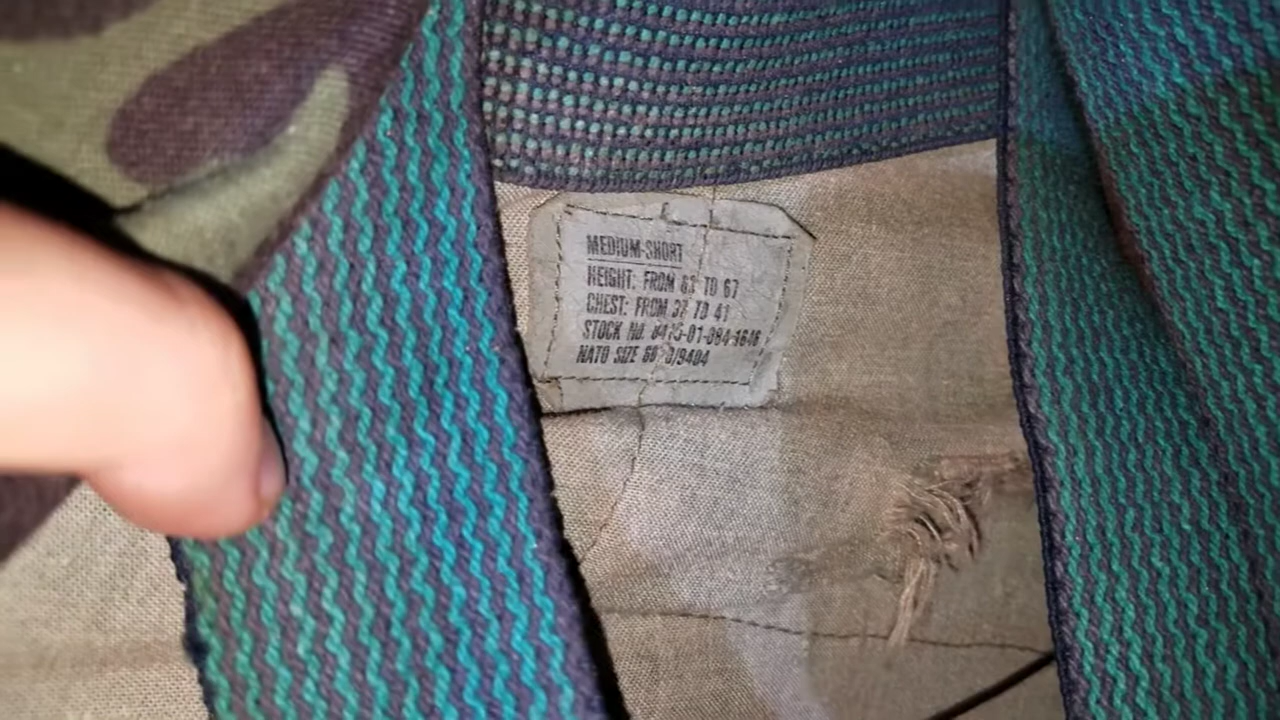 MEDIUM-SHORT
HEIGHT: FROM 63 TO 67
CHEST: FROM 37 TO 41
STOCK NO. 8415-01-084-1646
NATO SIZE